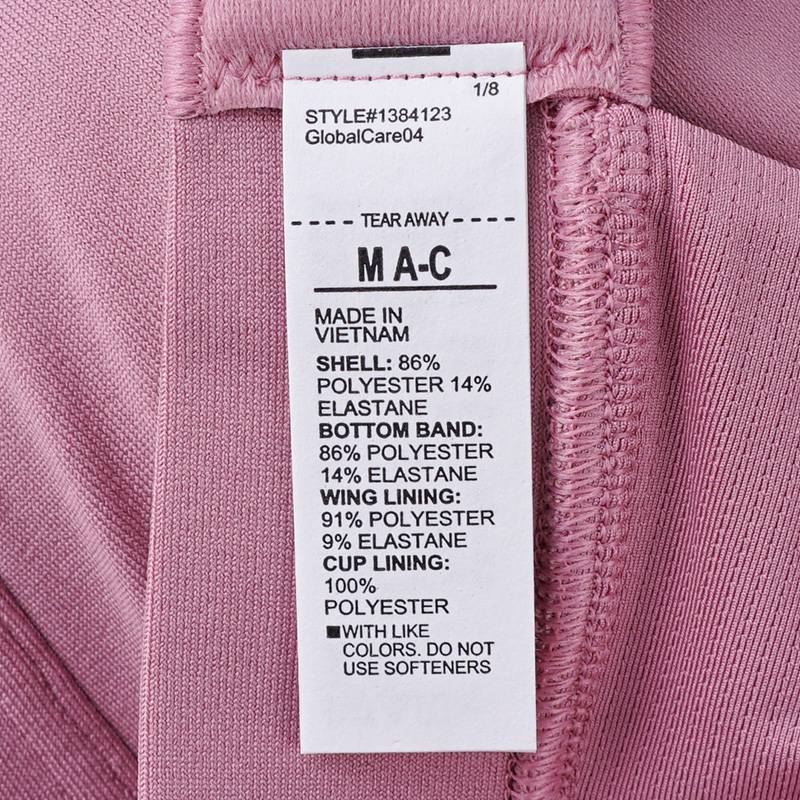 1/8
STYLE#1384123
GlobalCare04
---- TEAR AWAY ----
M A-C
MADE IN
VIETNAM
SHELL: 86%
POLYESTER 14%
ELASTANE
BOTTOM BAND:
86% POLYESTER
14% ELASTANE
WING LINING:
91% POLYESTER
9% ELASTANE
CUP LINING:
100%
POLYESTER
■WITH LIKE
COLORS. DO NOT
USE SOFTENERS